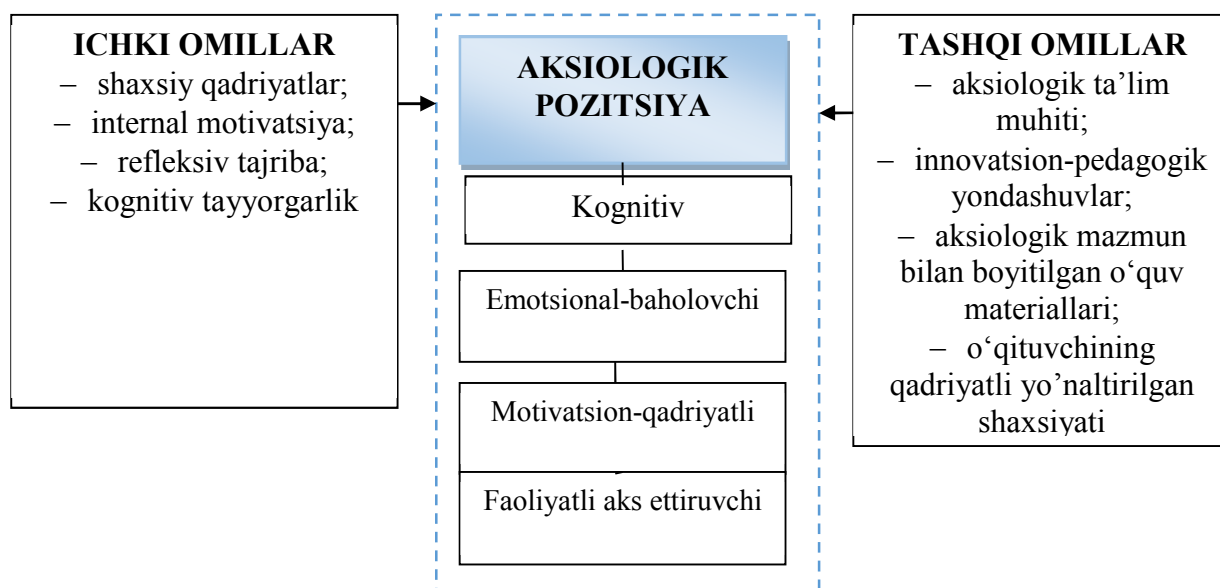 ICHKI OMILLAR
– shaxsiy qadriyatlar;
– internal motivatsiya;
– refleksiv tajriba;
– kognitiv tayyorgarlik
AKSIOLOGIK
POZITSIYA
Kognitiv
Emotsional-baholovchi
Motivatsion-qadriyatli
Faoliyatli aks ettiruvchi
TASHQI OMILLAR
– aksiologik ta’lim
muhiti;
– innovatsion-pedagogik
yondashuvlar;
– aksiologik mazmun
bilan boyitilgan o‘quv
materiallari;
– o‘qituvchining
qadriyatli yo’naltirilgan
shaxsiyati